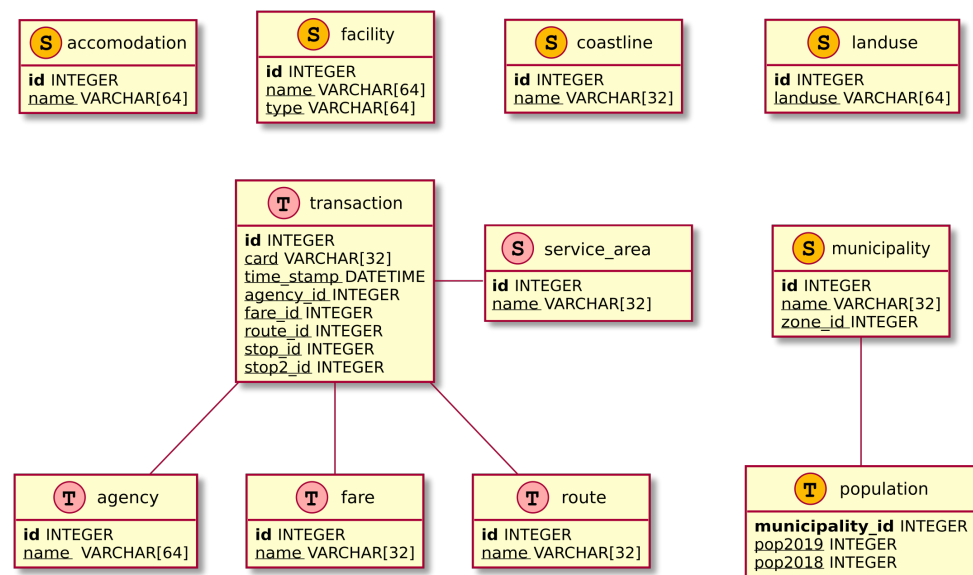 S accomodation
id INTEGER
name VARCHAR[64]
S facility
id INTEGER
name VARCHAR[64]
type VARCHAR[64]
S coastline
id INTEGER
name VARCHAR[32]
S landuse
id INTEGER
landuse VARCHAR[64]
T transaction
id INTEGER
card VARCHAR[32]
time_stamp DATETIME
agency_id INTEGER
fare_id INTEGER
route_id INTEGER
stop_id INTEGER
stop2_id INTEGER
S service_area
id INTEGER
name VARCHAR[32]
S municipality
id INTEGER
name VARCHAR[32]
zone_id INTEGER
T agency
id INTEGER
name VARCHAR[64]
T fare
id INTEGER
name VARCHAR[32]
T route
id INTEGER
name VARCHAR[32]
T population
municipality_id INTEGER
pop2019 INTEGER
pop2018 INTEGER